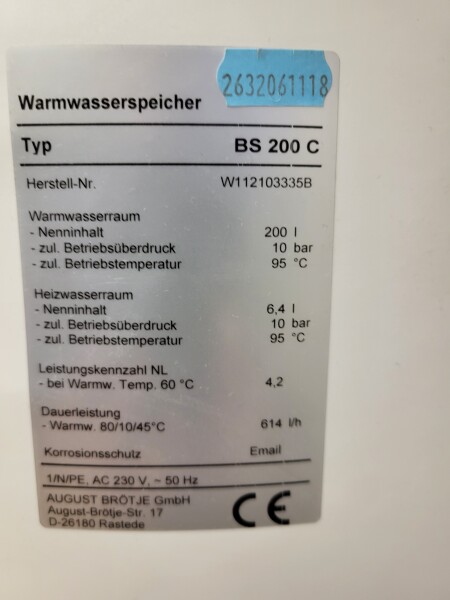 2632061118
Warmwasserspeicher
Typ BS 200 C
Herstell-Nr. W112103335B
Warmwasserraum
- Nenninhalt 200 l
- zul. Betriebsüberdruck 10 bar
- zul. Betriebstemperatur 95 °C
Heizwasserraum
- Nenninhalt 6,4 l
- zul. Betriebsüberdruck 10 bar
- zul. Betriebstemperatur 95 °C
Leistungskennzahl NL
- bei Warmw. Temp. 60 °C 4,2
Dauerleistung
- Warmw. 80/10/45°C 614 l/h
Korrosionsschutz Email
1/N/PE, AC 230 V, ~ 50 Hz
AUGUST BRÖTJE GmbH
August-Brötje-Str. 17
D-26180 Rastede
CE